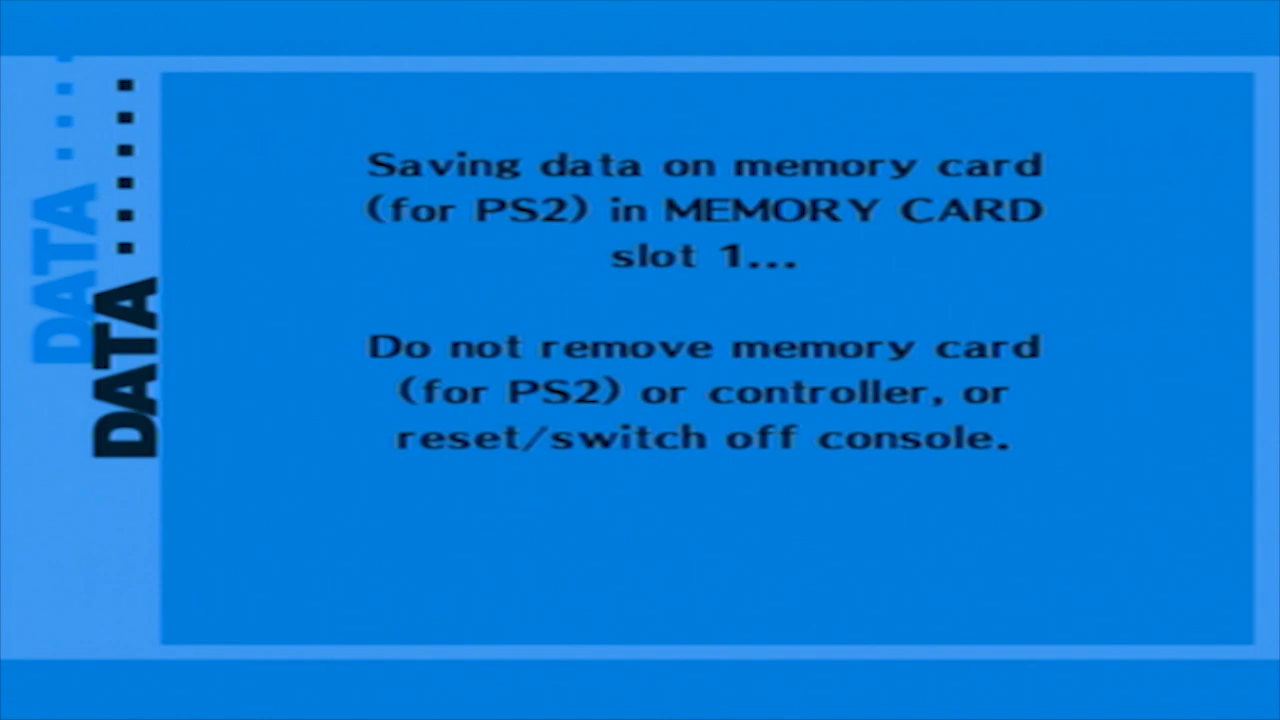 DATA
DATA
Saving data on memory card
(for PS2) in MEMORY CARD
slot 1...
Do not remove memory card
(for PS2) or controller, or
reset/switch off console.